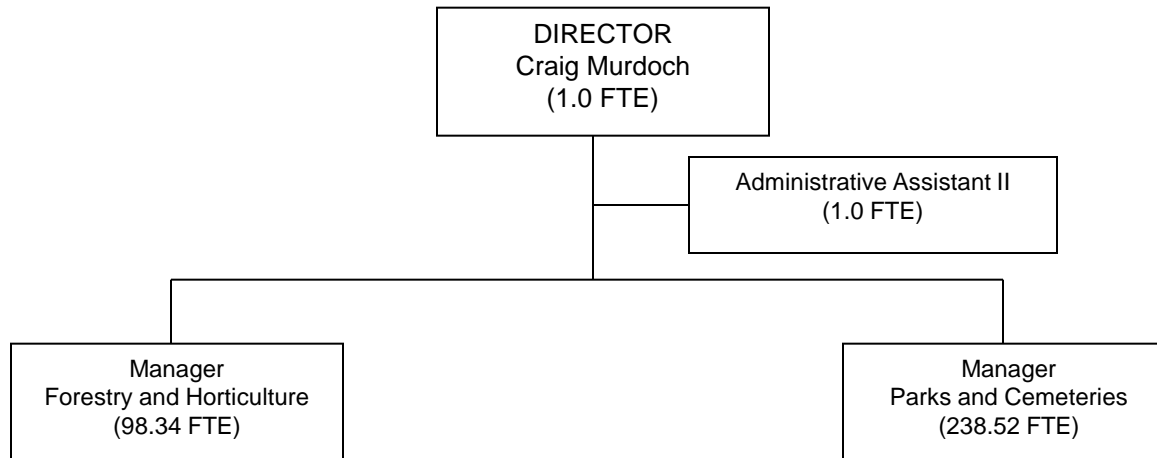 DIRECTOR
Craig Murdoch
(1.0 FTE)
Administrative Assistant II
(1.0 FTE)
Manager
Forestry and Horticulture
(98.34 FTE)
Manager
Parks and Cemeteries
(238.52 FTE)